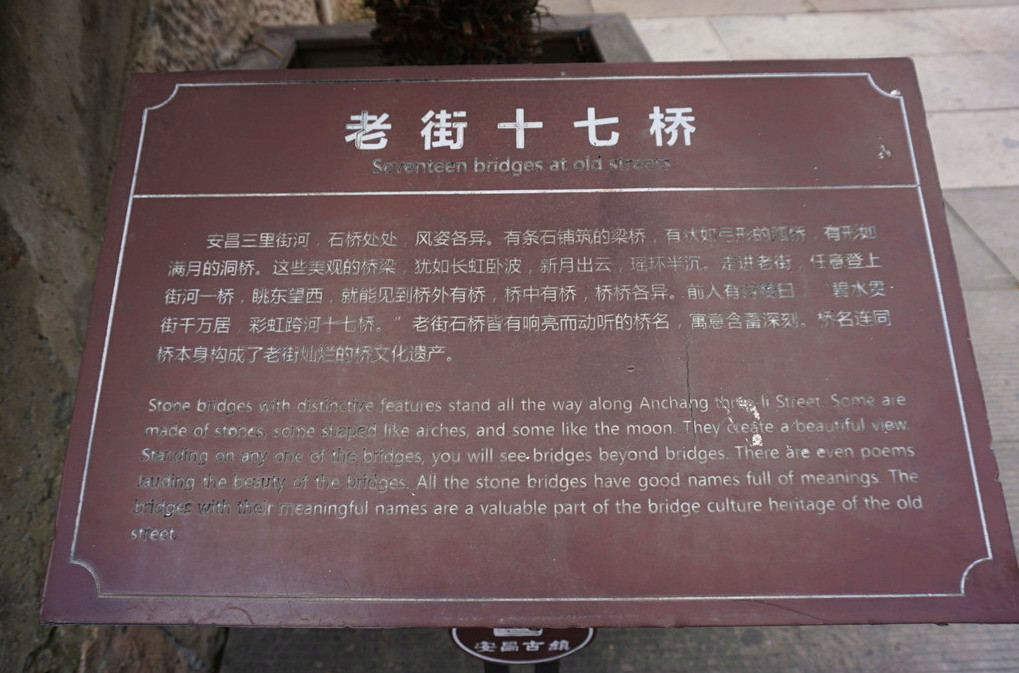 老街十七桥
Seventeen bridges at old streets
安昌三里街河，石桥处处，风姿各异。有条石铺筑的梁桥，有状如弓形的拱桥，有形如
满月的洞桥。这些美观的桥梁，犹如长虹卧波，新月出云，瑶环半沉。走进老街，任意登上
街河一桥，眺东望西，就能见到桥外有桥，桥中有桥，桥桥各异。前人有诗赞曰 碧水贯
街千万居，彩虹跨河十七桥。”老街石桥皆有响亮而动听的桥名，寓意含蓄深刻。桥名连同
桥本身构成了老街灿烂的桥文化遗产。
Stone bridges with distinctive features stand all the way along Anchang three-li Street. Some are
made of stones, some shaped like arches, and some like the moon. They create a beautiful view.
Standing on any one of the bridges, you will see bridges beyond bridges. There are even poems
lauding the beauty of the bridges. All the stone bridges have good names full of meanings. The
bridges with their meaningful names are a valuable part of the bridge culture heritage of the old
street.
安昌古镇